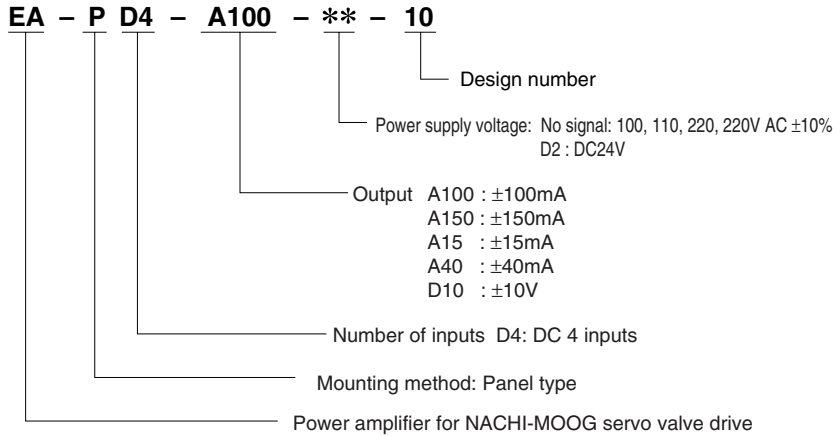 EA – P D4 – A100 – ** – 10
Design number
Power supply voltage: No signal: 100, 110, 220, 220V AC ±10%
D2 : DC24V
Output A100 : ±100mA
A150 : ±150mA
A15 : ±15mA
A40 : ±40mA
D10 : ±10V
Number of inputs D4: DC 4 inputs
Mounting method: Panel type
Power amplifier for NACHI-MOOG servo valve drive